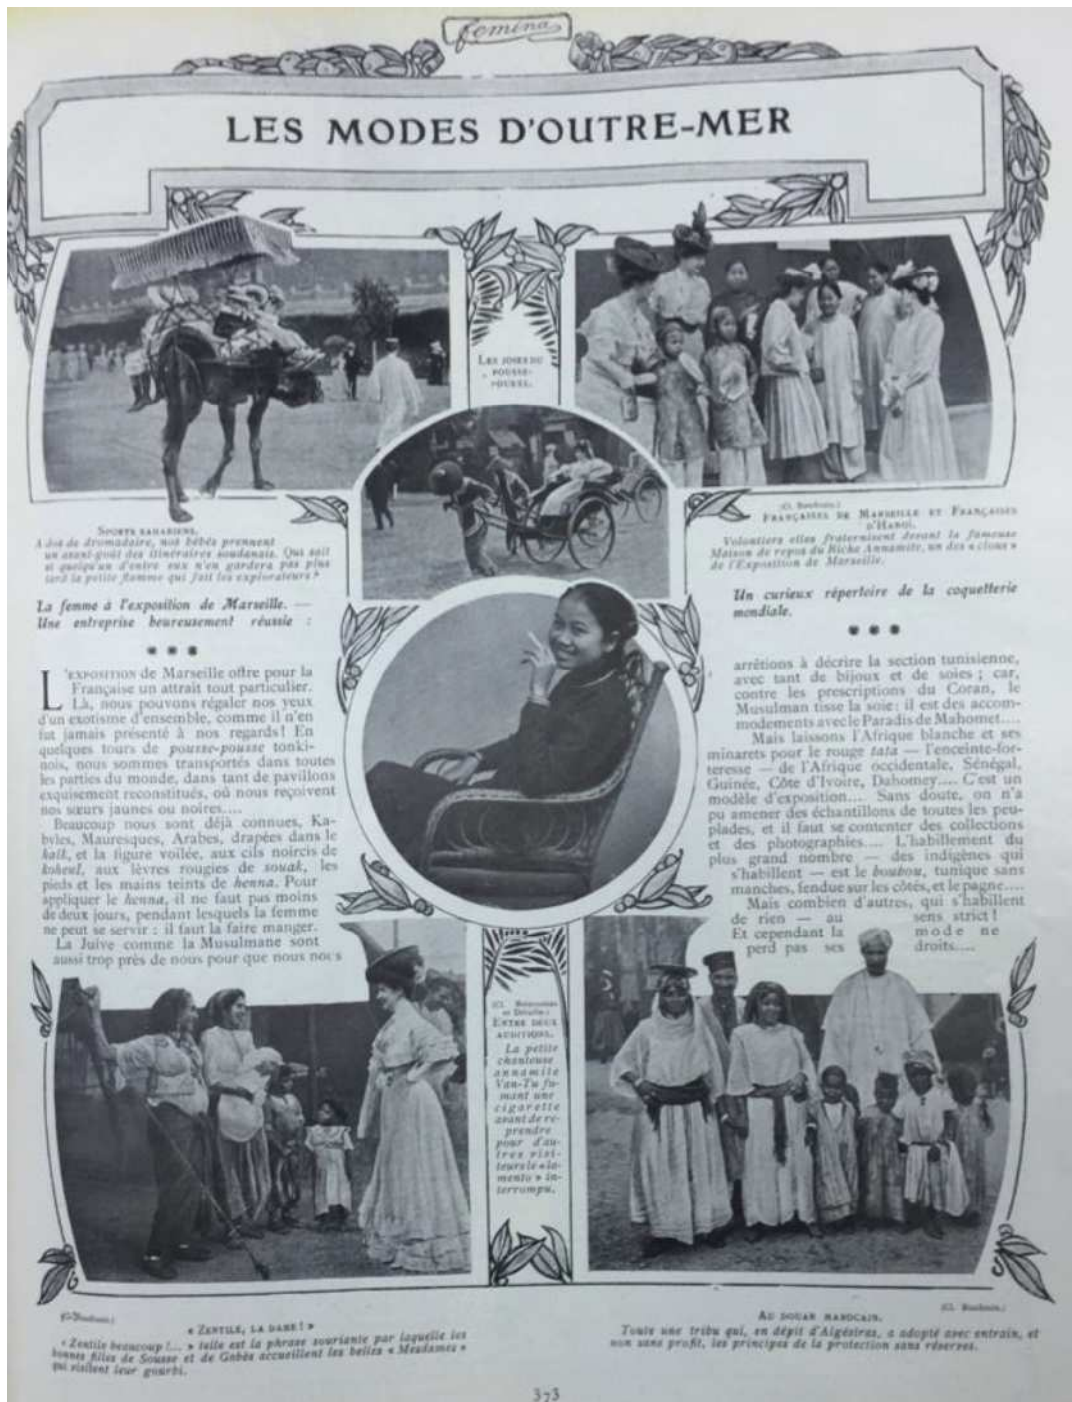 femina
LES MODES D'OUTRE-MER
LES JOIES DU
POUSSE-
POUSSE.
SPORTS SAHARIENS.
A dos de dromadaire, nos bébés prennent
un avant-goût des itinéraires soudanais. Qui sait
si quelqu'un d'entre eux n'en gardera pas plus
tard la petite flamme qui fait les explorateurs?
(Cl. Baudouin.)
FRANÇAISES DE MARSEILLE ET FRANÇAISES
D'HANOI.
Volontiers elles fraternisent devant la fameuse
Maison de repos du Riche Annamite, un des « clous »
de l'Exposition de Marseille.
La femme à l'exposition de Marseille. —
Une entreprise heureusement réussie :
Un curieux répertoire de la coquetterie
mondiale.
L'EXPOSITION de Marseille offre pour la
Française un attrait tout particulier.
Là, nous pouvons régaler nos yeux
d'un exotisme d'ensemble, comme il n'en
fut jamais présenté à nos regards! En
quelques tours de pousse-pousse tonki-
nois, nous sommes transportés dans toutes
les parties du monde, dans tant de pavillons
exquisement reconstitués, où nous reçoivent
nos sœurs jaunes ou noires....
Beaucoup nous sont déjà connues, Ka-
byles, Mauresques, Arabes, drapées dans le
haïk, et la figure voilée, aux cils noircis de
koheul, aux lèvres rougies de souak, les
pieds et les mains teints de henna. Pour
appliquer le henna, il ne faut pas moins
de deux jours, pendant lesquels la femme
ne peut se servir : il faut la faire manger.
La Juive comme la Musulmane sont
aussi trop près de nous pour que nous nous
arrêtions à décrire la section tunisienne,
avec tant de bijoux et de soies ; car,
contre les prescriptions du Coran, le
Musulman tisse la soie: il est des accom-
modements avec le Paradis de Mahomet....
Mais laissons l'Afrique blanche et ses
minarets pour le rouge tata — l'enceinte-for-
teresse — de l'Afrique occidentale, Sénégal,
Guinée, Côte d'Ivoire, Dahomey.... C'est un
modèle d'exposition.... Sans doute, on n'a
pu amener des échantillons de toutes les peu-
plades, et il faut se contenter des collections
et des photographies.... L'habillement du
plus grand nombre — des indigènes qui
s'habillent — est le boubou, tunique sans
manches, fendue sur les côtés, et le pagne....
Mais combien d'autres, qui s'habillent
de rien — au sens strict!
Et cependant la mode ne
perd pas ses droits.....
ENTRE DEUX
AUDITIONS.
La petite
chanteuse
annamite
Van-Tu fu-
mant une
cigarette
avant de re-
prendre
pour d'au-
tres visi-
teurs le « la-
mento » in-
terrompu.
(Cl. Baudouin.)
« ZENTILE, LA DAME! »
« Zentile beaucoup!... » telle est la phrase souriante par laquelle les
bonnes filles de Sousse et de Gabès accueillent les belles « Mesdames »
qui visitent leur gourbi.
(Cl. Baudouin.)
AU DOUAR MAROCAIN.
Toute une tribu qui, en dépit d'Algésiras, a adopté avec entrain, et
non sans profit, les principes de la protection sans réserves.
373